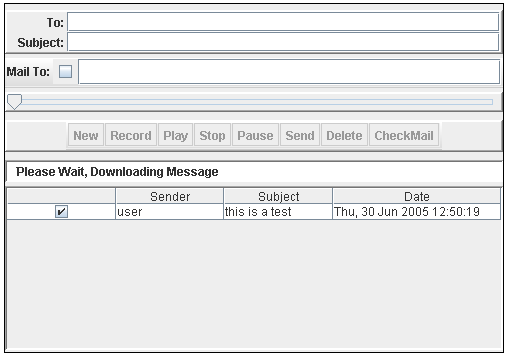 To:
Subject:
Mail To:
New Record Play Stop Pause Send Delete CheckMail
Please Wait, Downloading Message
Sender Subject Date
user this is a test Thu, 30 Jun 2005 12:50:19